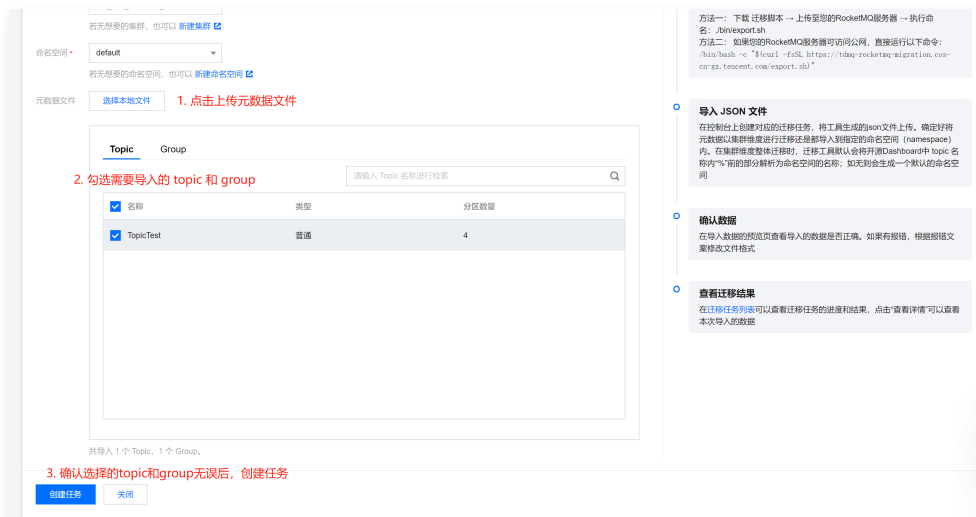 若无想要的集群，也可以 新建集群
命名空间 *
default
若无想要的命名空间，也可以 新建命名空间
元数据文件
选择本地文件
1. 点击上传元数据文件
Topic
Group
2. 勾选需要导入的 topic 和 group
请输入 Topic 名称进行检索
名称
类型
分区数量
TopicTest
普通
4
共导入 1 个 Topic，1 个 Group。
3. 确认选择的topic和group无误后，创建任务
创建任务
关闭
方法一： 下载 迁移脚本 → 上传至您的RocketMQ服务器 → 执行命
名：./bin/export.sh
方法二： 如果您的RocketMQ服务器可访问公网，直接运行以下命令：
/bin/bash -c "$(curl -fsSL https://tdmq-rocketmq-migration.cos-
cn-gz.tencent.com/export.sh)"
导入 JSON 文件
在控制台上创建对应的迁移任务，将工具生成的json文件上传。确定好将
元数据以集群维度进行迁移还是都导入到指定的命名空间（namespace）
内。在集群维度整体迁移时，迁移工具默认会将开源Dashboard中 topic 名
称内“%”前的部分解析为命名空间的名称；如无则会生成一个默认的命名空
间
确认数据
在导入数据的预览页查看导入的数据是否正确。如果有报错，根据报错文
案修改文件格式
查看迁移结果
在迁移任务列表可以查看迁移任务的进度和结果，点击“查看详情”可以查看
本次导入的数据